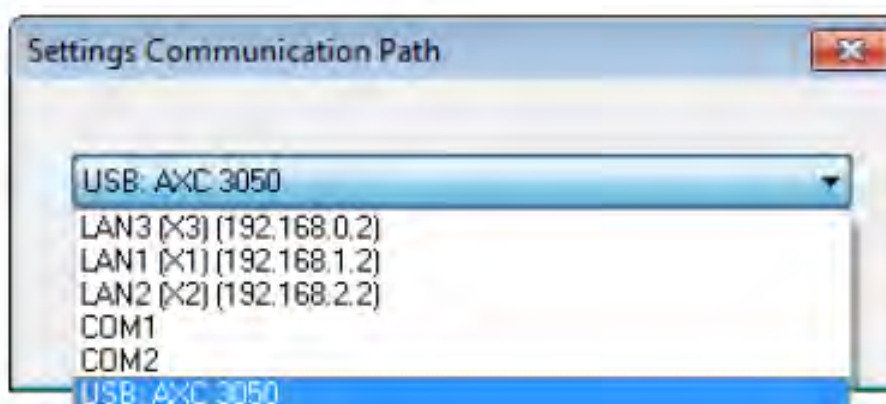 Settings Communication Path
USB: AXC 3050
LAN3 (X3) (192.168.0.2)
LAN1 (X1) (192.168.1.2)
LAN2 (X2) (192.168.2.2)
COM1
COM2
USB: AXC 3050